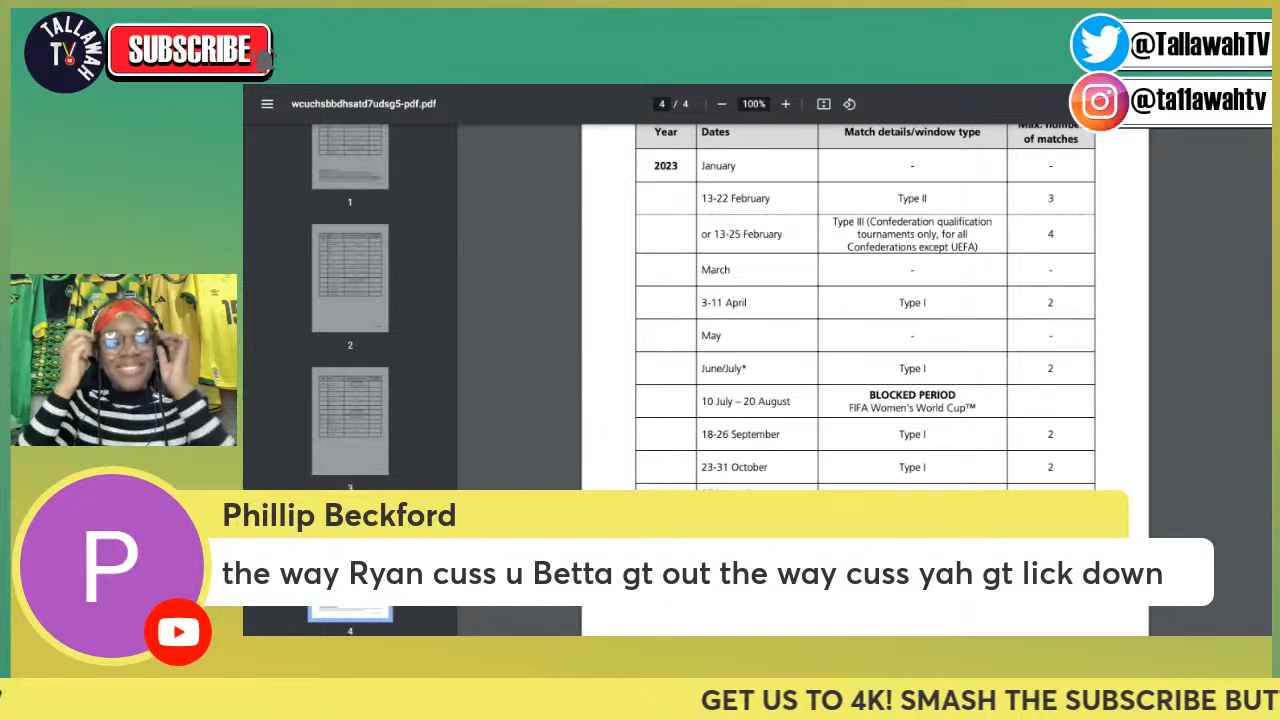 TALLAWAH
TV
SUBSCRIBE
@TallawahTV
@ta11awahtv
wcuchsbbdhsatd7udsg5-pdf.pdf
4 / 4
100%
Year Dates Match details/window type Max. number of matches
2023 January - -
13-22 February Type II 3
or 13-25 February Type III (Confederation qualification
tournaments only, for all
Confederations except UEFA) 4
March - -
3-11 April Type I 2
May - -
June/July* Type I 2
10 July – 20 August BLOCKED PERIOD
FIFA Women's World Cup™
18-26 September Type I 2
23-31 October Type I 2
1
2
3
4
P
Phillip Beckford
the way Ryan cuss u Betta gt out the way cuss yah gt lick down
GET US TO 4K! SMASH THE SUBSCRIBE BUT